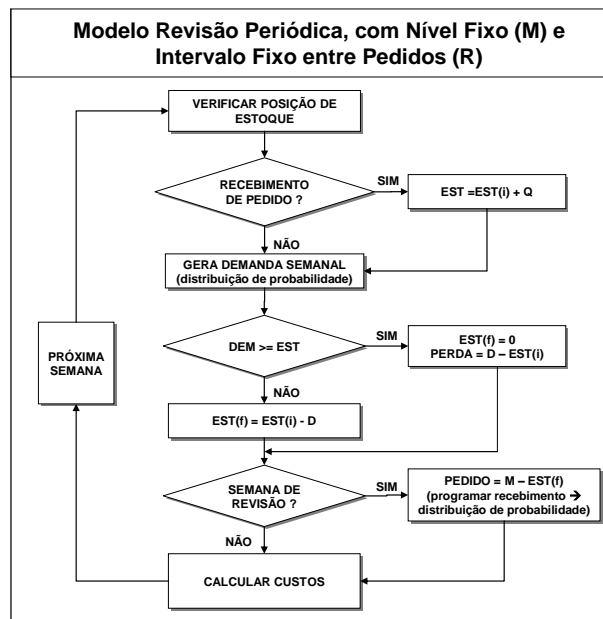 Modelo Revisão Periódica, com Nível Fixo (M) e
Intervalo Fixo entre Pedidos (R)
VERIFICAR POSIÇÃO DE
ESTOQUE
RECEBIMENTO
DE PEDIDO ?
SIM
EST =EST(i) + Q
NÃO
GERA DEMANDA SEMANAL
(distribuição de probabilidade)
DEM >= EST
SIM
EST(f) = 0
PERDA = D – EST(i)
PRÓXIMA
SEMANA
NÃO
EST(f) = EST(i) - D
SEMANA DE
REVISÃO ?
SIM
PEDIDO = M – EST(f)
(programar recebimento →
distribuição de probabilidade)
NÃO
CALCULAR CUSTOS